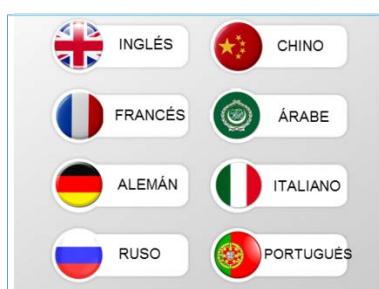 INGLÉS
CHINO
FRANCÉS
ÁRABE
ALEMÁN
ITALIANO
RUSO
PORTUGUÉS